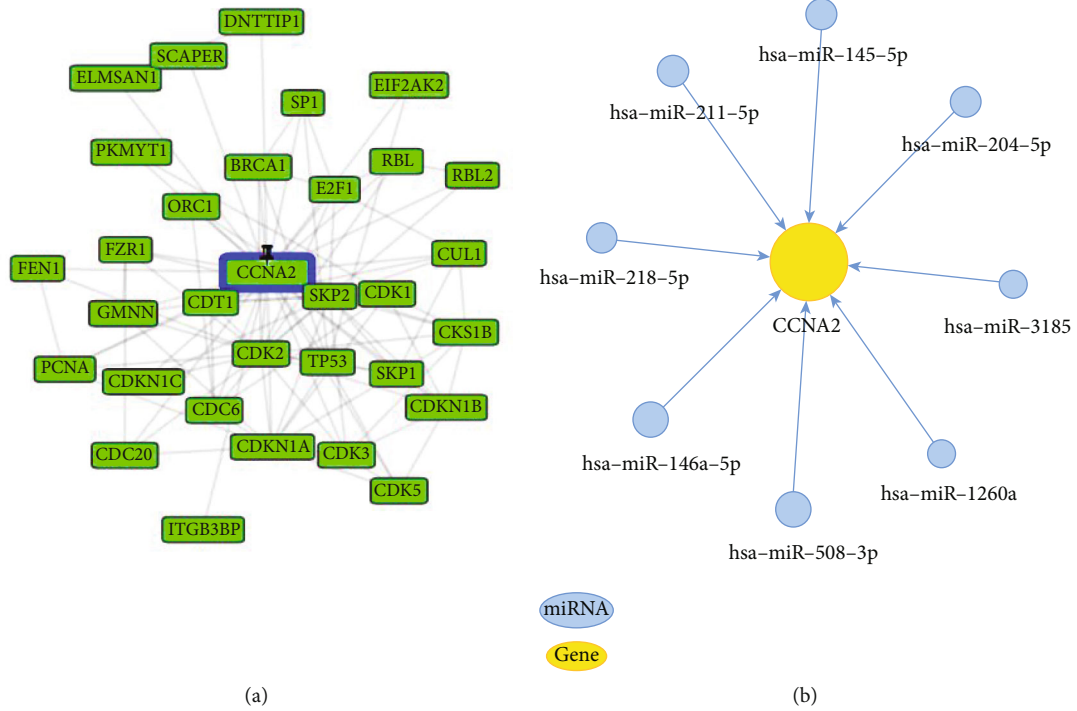 DNTTIP1
SCAPER
ELMSAN1
EIF2AK2
SP1
PKMYT1
BRCA1
RBL
RBL2
E2F1
ORC1
FZR1
CUL1
FEN1
CCNA2
CDT1
SKP2
CDK1
GMNN
CKS1B
CDK2
TP53
PCNA
SKP1
CDKN1C
CDKN1B
CDC6
CDKN1A
CDK3
CDC20
CDK5
ITGB3BP
(a)
hsa–miR–145–5p
hsa–miR–211–5p
hsa–miR–204–5p
hsa–miR–218–5p
CCNA2
hsa–miR–3185
hsa–miR–146a–5p
hsa–miR–1260a
hsa–miR–508–3p
miRNA
Gene
(b)